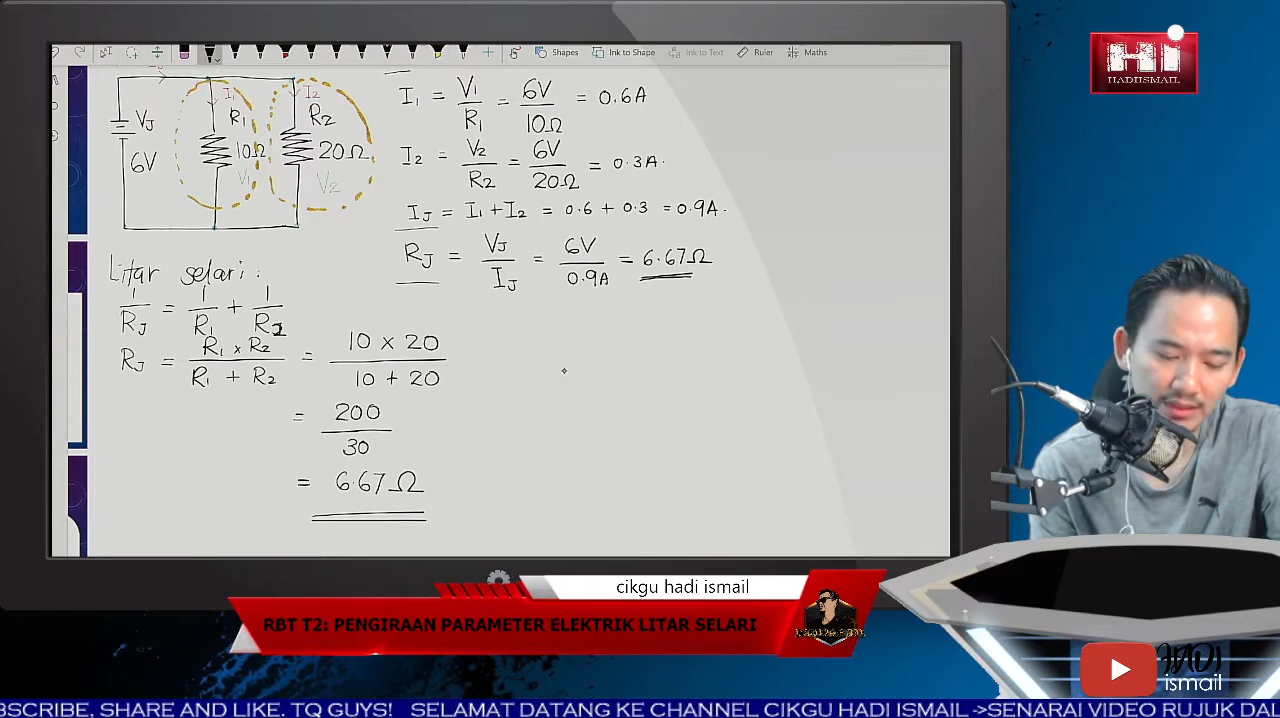 Shapes Ink to Shape Ink to Text Ruler Maths
I1 I2
VJ R1 R2
6V 10Ω 20Ω
V1 V2
I1 = V1/R1 = 6V/10Ω = 0.6A
I2 = V2/R2 = 6V/20Ω = 0.3A.
IJ = I1 + I2 = 0.6 + 0.3 = 0.9A.
RJ = VJ/IJ = 6V/0.9A = 6.67Ω
Litar selari:
1/RJ = 1/R1 + 1/R2
RJ = R1 x R2/R1 + R2 = 10 x 20/10 + 20
= 200/30
= 6.67Ω
Hi
HADIISMAIL
cikgu hadi ismail
RBT T2: PENGIRAAN PARAMETER ELEKTRIK LITAR SELARI
HADI
ismail
BSCRIBE, SHARE AND LIKE. TQ GUYS! SELAMAT DATANG KE CHANNEL CIKGU HADI ISMAIL ->SENARAI VIDEO RUJUK DAL